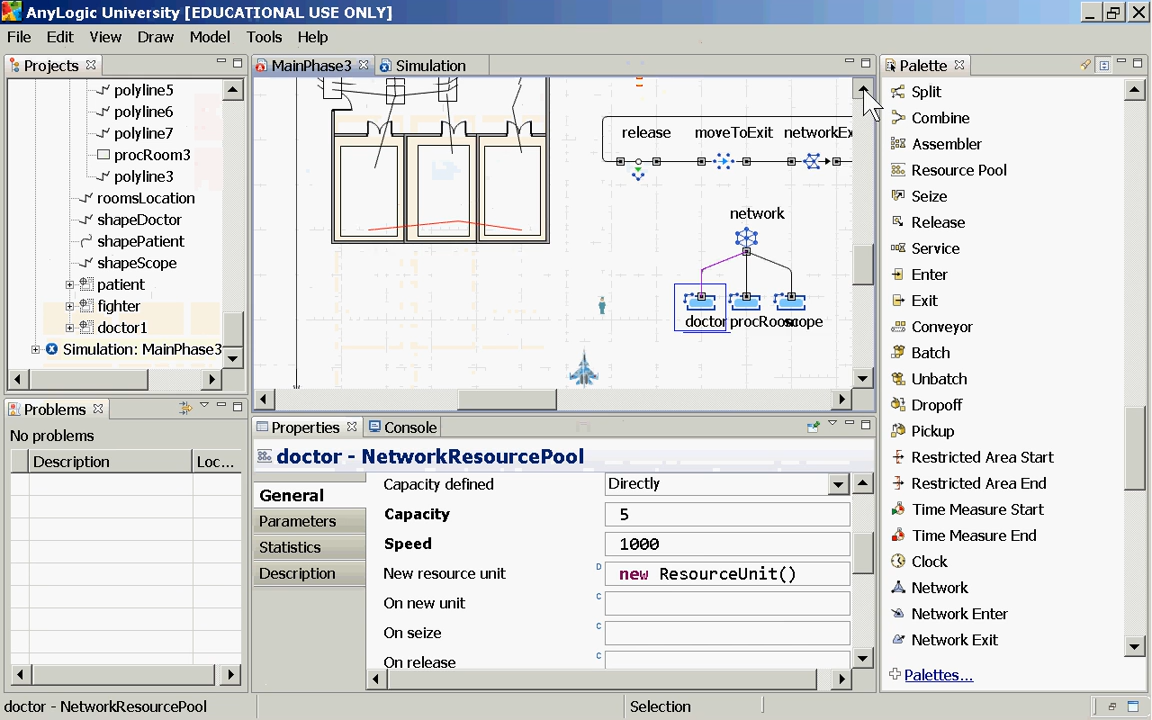 AnyLogic University [EDUCATIONAL USE ONLY]
File Edit View Draw Model Tools Help
Projects
polyline5
polyline6
polyline7
procRoom3
polyline3
roomsLocation
shapeDoctor
shapePatient
shapeScope
patient
fighter
doctor1
Simulation: MainPhase3
Problems
No problems
Description Loc...
MainPhase3 Simulation
release moveToExit networkEx
network
doctor procRoom scope
Properties Console
doctor - NetworkResourcePool
General
Parameters
Statistics
Description
Capacity defined Directly
Capacity 5
Speed 1000
New resource unit D new ResourceUnit()
On new unit C
On seize C
On release C
Palette
Split
Combine
Assembler
Resource Pool
Seize
Release
Service
Enter
Exit
Conveyor
Batch
Unbatch
Dropoff
Pickup
Restricted Area Start
Restricted Area End
Time Measure Start
Time Measure End
Clock
Network
Network Enter
Network Exit
Palettes...
doctor - NetworkResourcePool Selection